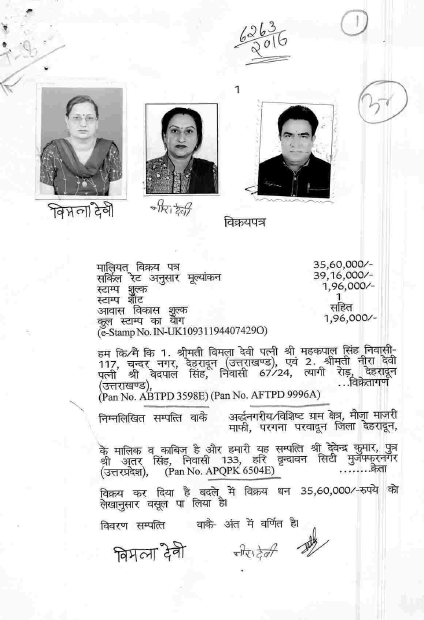 6263
2016
1
1
विमला देवी
नीरा देवी
विक्रयपत्र
मालियत विक्रय पत्र 35,60,000/-
सर्किल रेट अनुसार मूल्यांकन 39,16,000/-
स्टाम्प शुल्क 1,96,000/-
स्टाम्प शीट 1
आवास विकास शुल्क सहित
कुल स्टाम्प का योग 1,96,000/-
(e-Stamp No. IN-UK10931194407429O)
हम कि/मै कि 1. श्रीमती विमला देवी पत्नी श्री महकपाल सिंह निवासी-
117, चन्दर नगर, देहरादून (उत्तराखण्ड), एवं 2. श्रीमती नीरा देवी
पत्नी श्री वेदपाल सिंह, निवासी 67/24, त्यागी रोड़, देहरादून
(उत्तराखण्ड), ...विक्रेतागण
(Pan No. ABTPD 3598E) (Pan No. AFTPD 9996A)
निम्नलिखित सम्पत्ति वाके अर्द्धनगरीय/विशिष्ट ग्राम क्षेत्र, मौजा माजरी
माफी, परगना परवादून जिला देहरादून,
के मालिक व काबिज है और हमारी यह सम्पत्ति श्री देवेन्द्र कुमार, पुत्र
श्री अतर सिंह, निवासी 133, हरि वृन्दावन सिटी मुजफ्फरनगर
(उत्तरप्रदेश), (Pan No. APQPK 6504E) ........क्रेता
विक्रय कर दिया है बदले में विक्रय धन 35,60,000/-रूपये को
लेखानुसार वसूल पा लिया है।
विवरण सम्पत्ति वाके अंत में वर्णित है।
विमला देवी
नीरा देवी